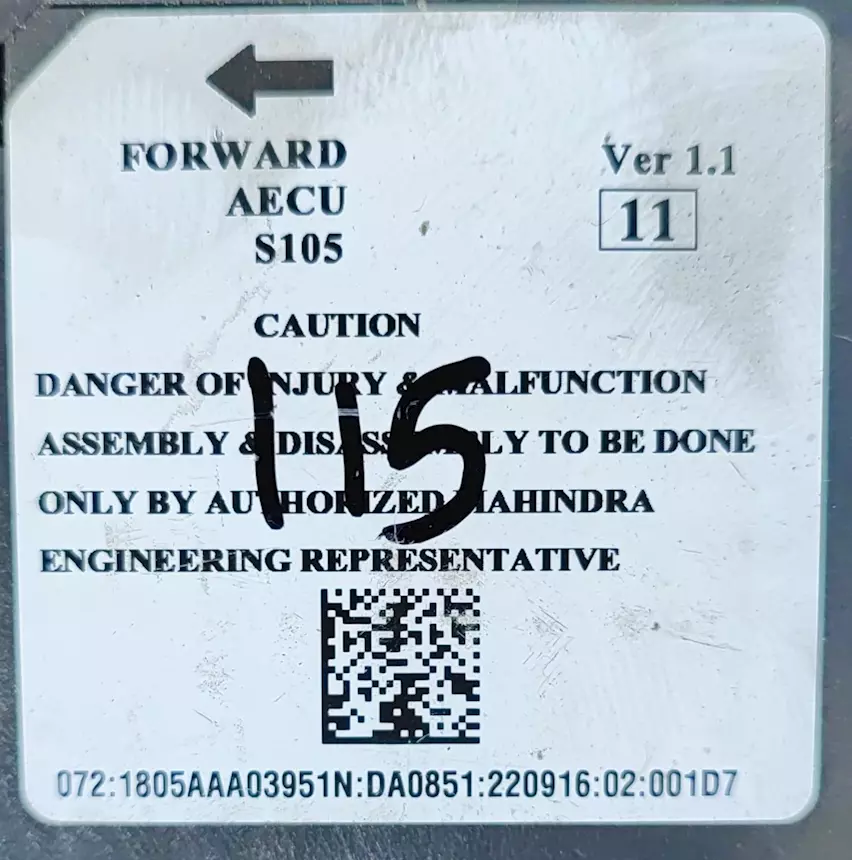 FORWARD
AECU
S105
Ver 1.1
11
CAUTION
DANGER OF INJURY & MALFUNCTION
ASSEMBLY & DISASSEMBLY TO BE DONE
ONLY BY AUTHORIZED MAHINDRA
ENGINEERING REPRESENTATIVE
115
072:1805AAA03951N:DA0851:220916:02:001D7